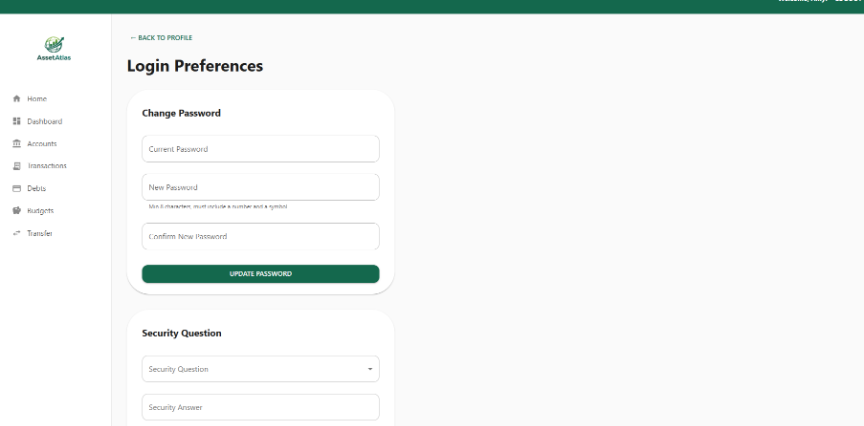 ← BACK TO PROFILE
AssetAtlas
Login Preferences
Home
Dashboard
Accounts
Transactions
Debts
Budgets
Transfer
Change Password
Current Password
New Password
Min 8 characters, must include a number and a symbol.
Confirm New Password
UPDATE PASSWORD
Security Question
Security Question
Security Answer